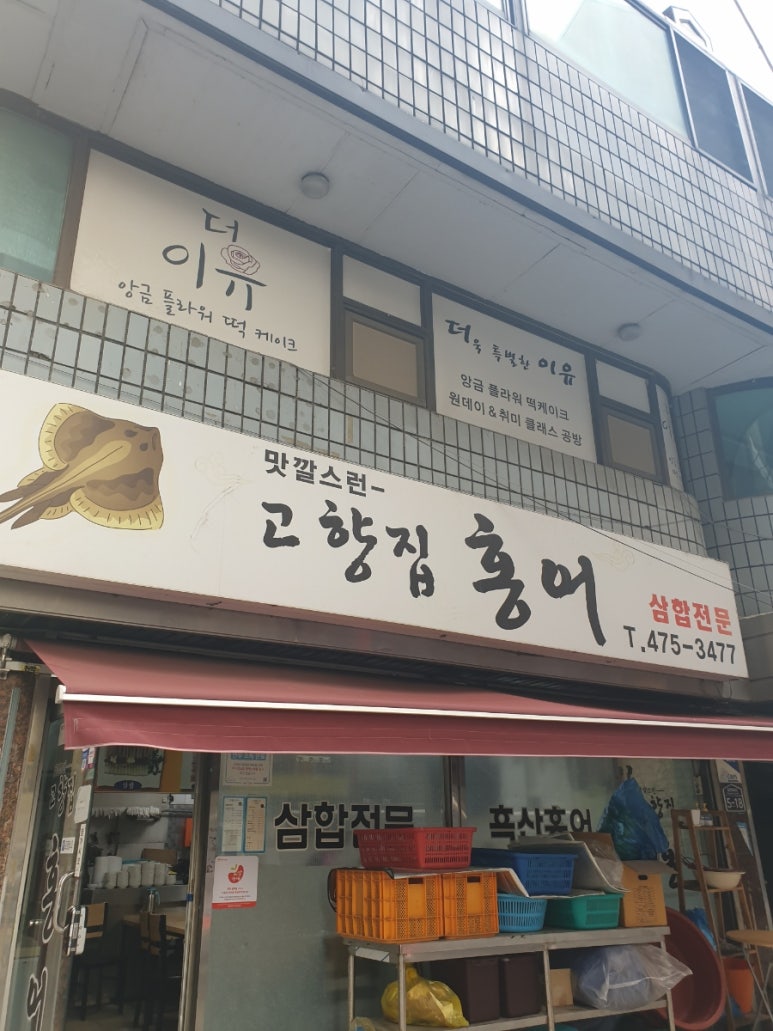 더
이유
앙금 플라워 떡 케이크
더욱 특별한 이유
앙금 플라워 떡케이크
원데이 & 취미 클래스 공방
맛깔스런-
고향집 홍어
삼합전문
T.475-3477
삼합전문
흑산홍어
5-18